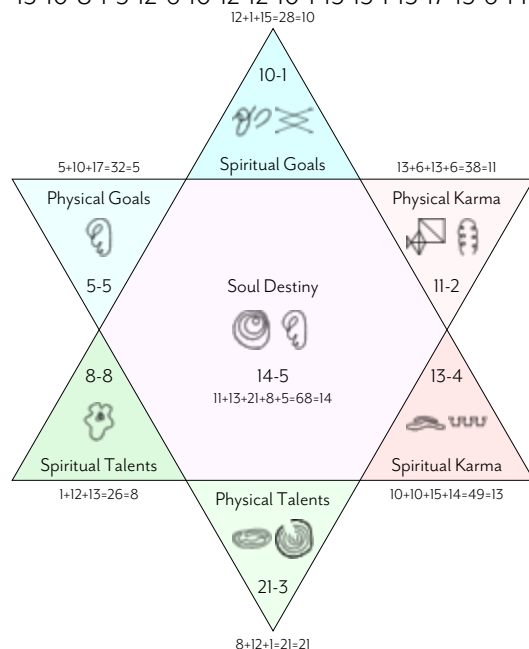 12+1+15=28=10
10-1
Spiritual Goals
5+10+17=32=5
13+6+13+6=38=11
Physical Goals
Physical Karma
5-5
11-2
Soul Destiny
14-5
11+13+21+8+5=68=14
8-8
13-4
Spiritual Talents
Spiritual Karma
1+12+13=26=8
10+10+15+14=49=13
Physical Talents
21-3
8+12+1=21=21